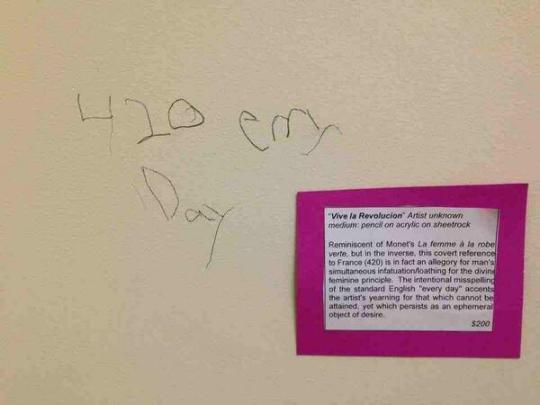 420 erry
Day
"Vive la Revolucion" Artist unknown
medium: pencil on acrylic on sheetrock
Reminiscent of Monet's La femme à la robe
verte, but in the inverse, this covert reference
to France (420) is in fact an allegory for man's
simultaneous infatuation/loathing for the divine
feminine principle. The intentional misspelling
of the standard English "every day" accents
the artist's yearning for that which cannot be
attained, yet which persists as an ephemeral
object of desire.
$200